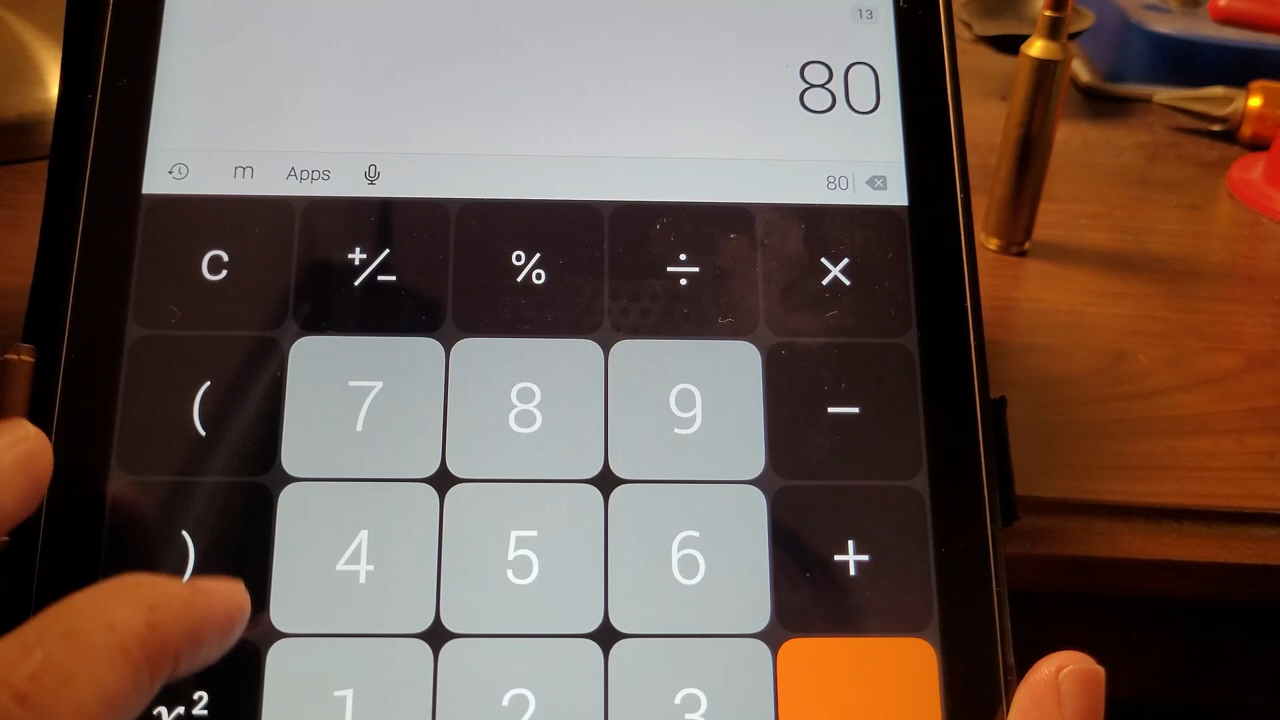 13
80
m Apps 80
C +/− % ÷ ×
( 7 8 9 −
) 4 5 6 +
x² 1 2 3